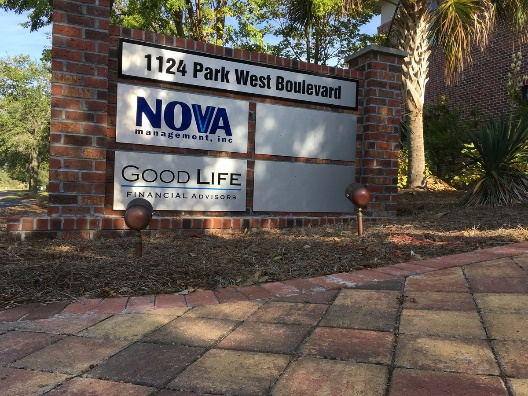 1124 Park West Boulevard
NOVA
management, inc
GOOD LIFE
FINANCIAL ADVISORS